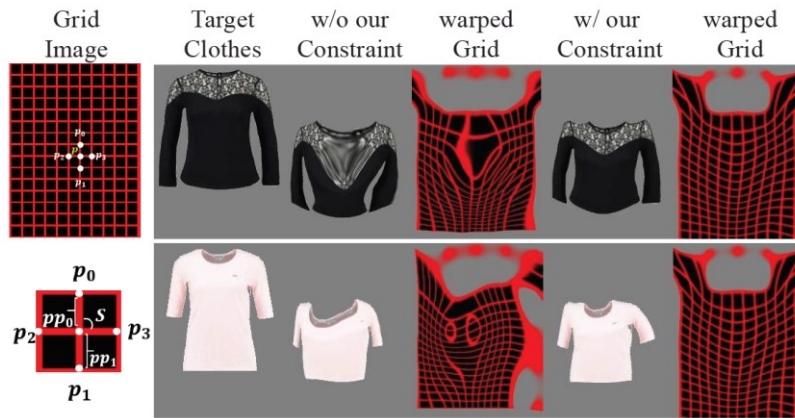 Grid
Image
Target
Clothes
w/o our
Constraint
warped
Grid
w/ our
Constraint
warped
Grid
p₀
p
p₂
p₃
p₁
p₀
pp₀
S
p₂
p₃
pp₁
p₁